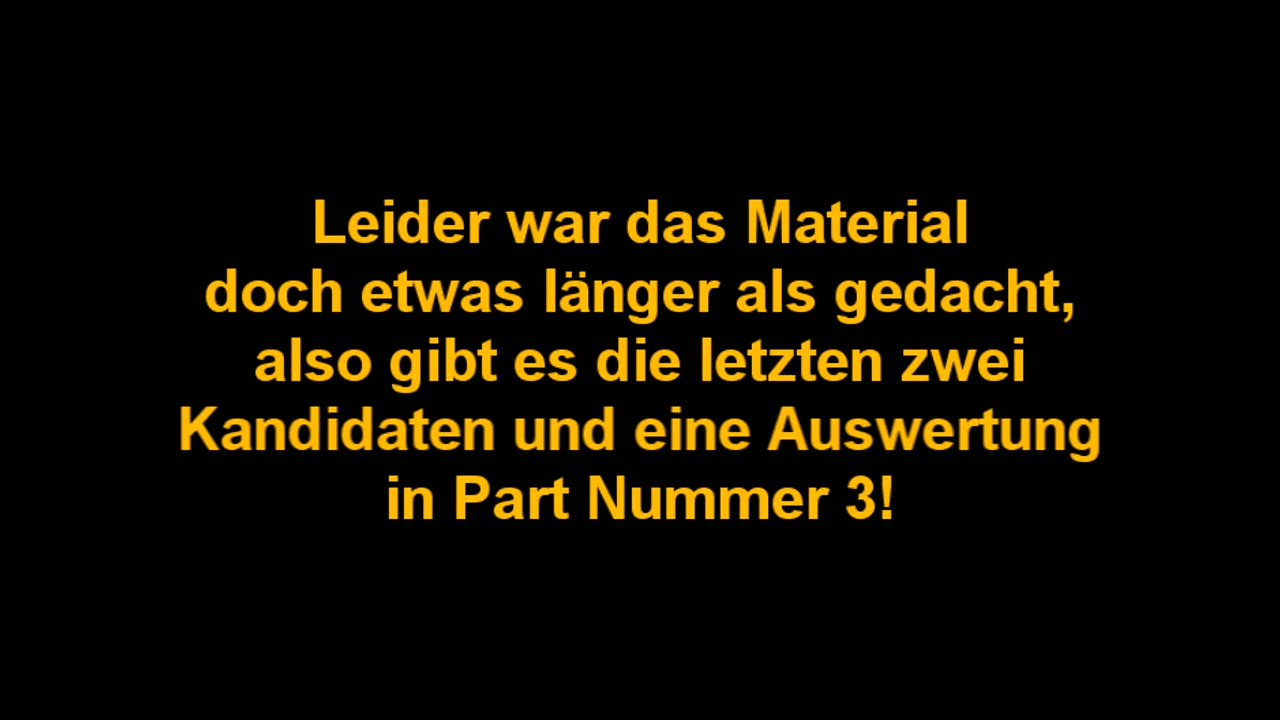 Leider war das Material
doch etwas länger als gedacht,
also gibt es die letzten zwei
Kandidaten und eine Auswertung
in Part Nummer 3!